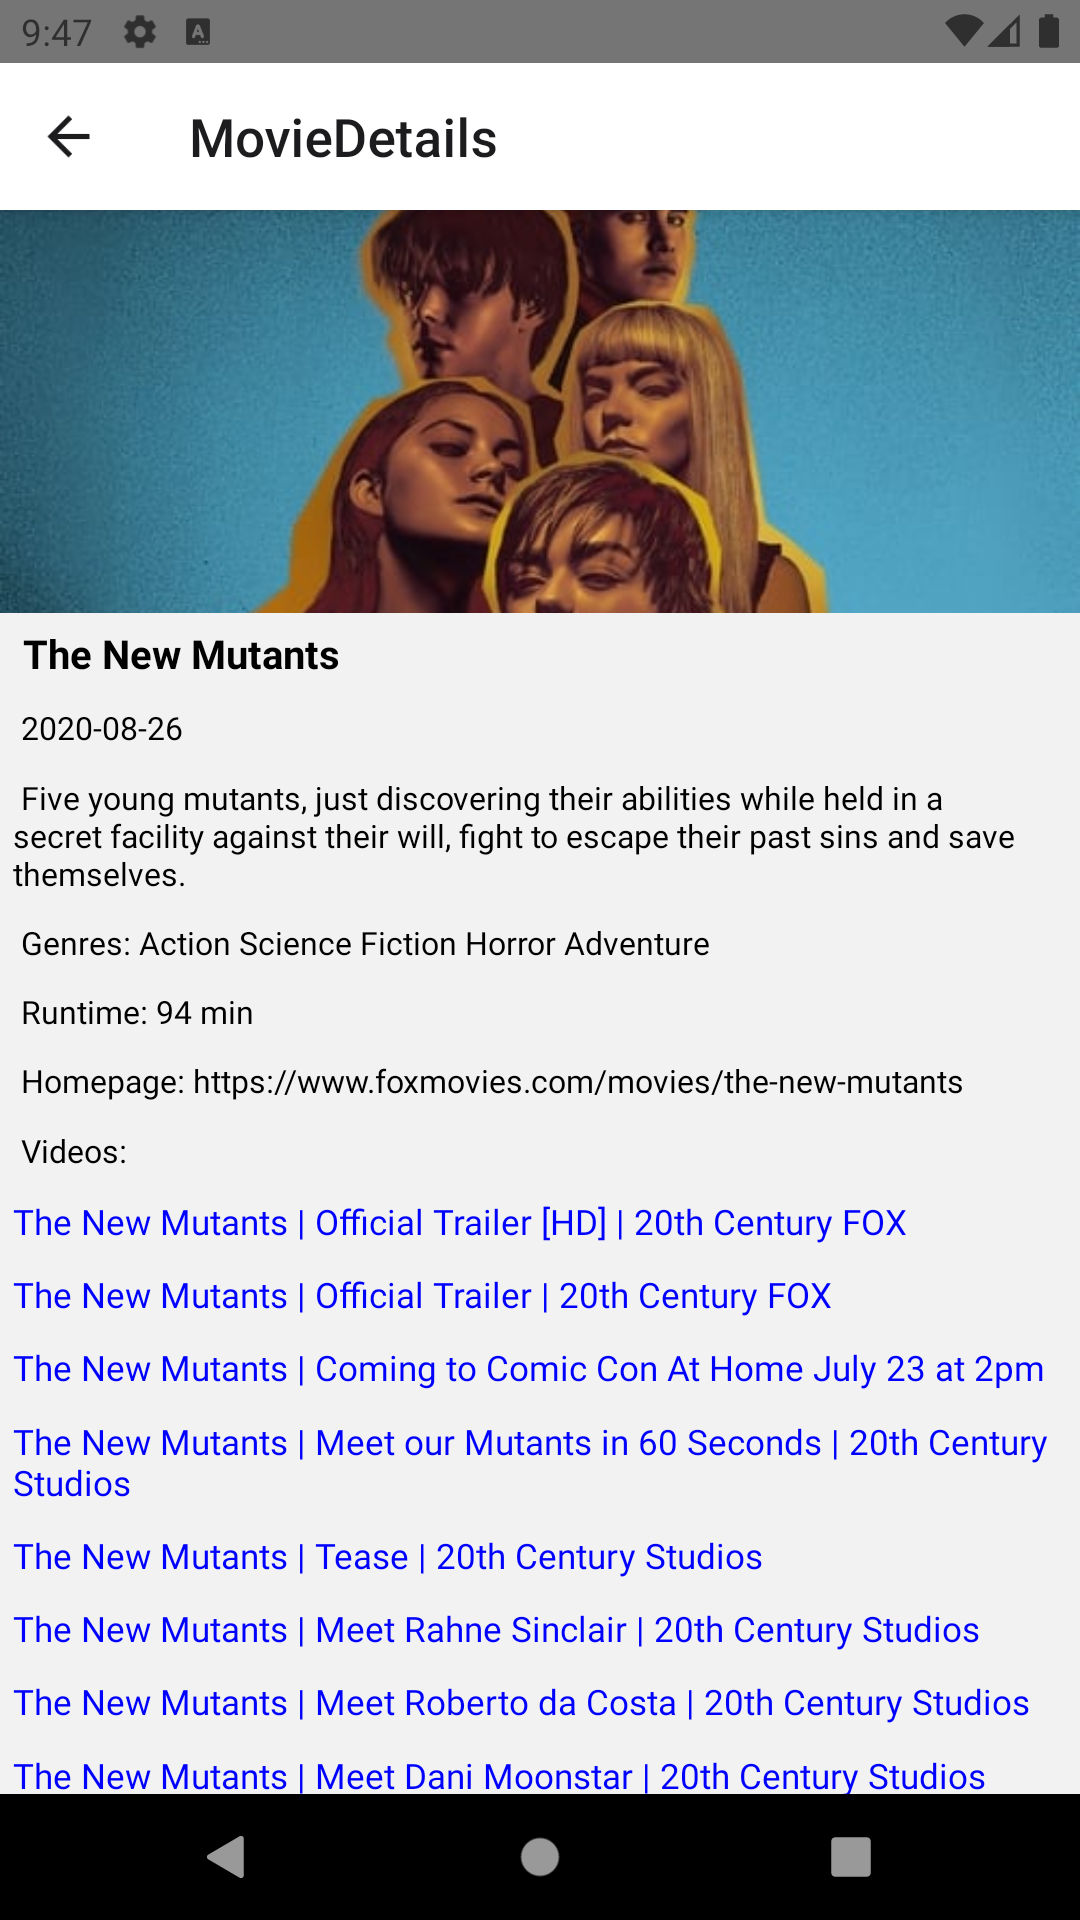 9:47
A
MovieDetails
The New Mutants
2020-08-26
Five young mutants, just discovering their abilities while held in a
secret facility against their will, fight to escape their past sins and save
themselves.
Genres: Action Science Fiction Horror Adventure
Runtime: 94 min
Homepage: https://www.foxmovies.com/movies/the-new-mutants
Videos:
The New Mutants | Official Trailer [HD] | 20th Century FOX
The New Mutants | Official Trailer | 20th Century FOX
The New Mutants | Coming to Comic Con At Home July 23 at 2pm
The New Mutants | Meet our Mutants in 60 Seconds | 20th Century
Studios
The New Mutants | Tease | 20th Century Studios
The New Mutants | Meet Rahne Sinclair | 20th Century Studios
The New Mutants | Meet Roberto da Costa | 20th Century Studios
The New Mutants | Meet Dani Moonstar | 20th Century Studios